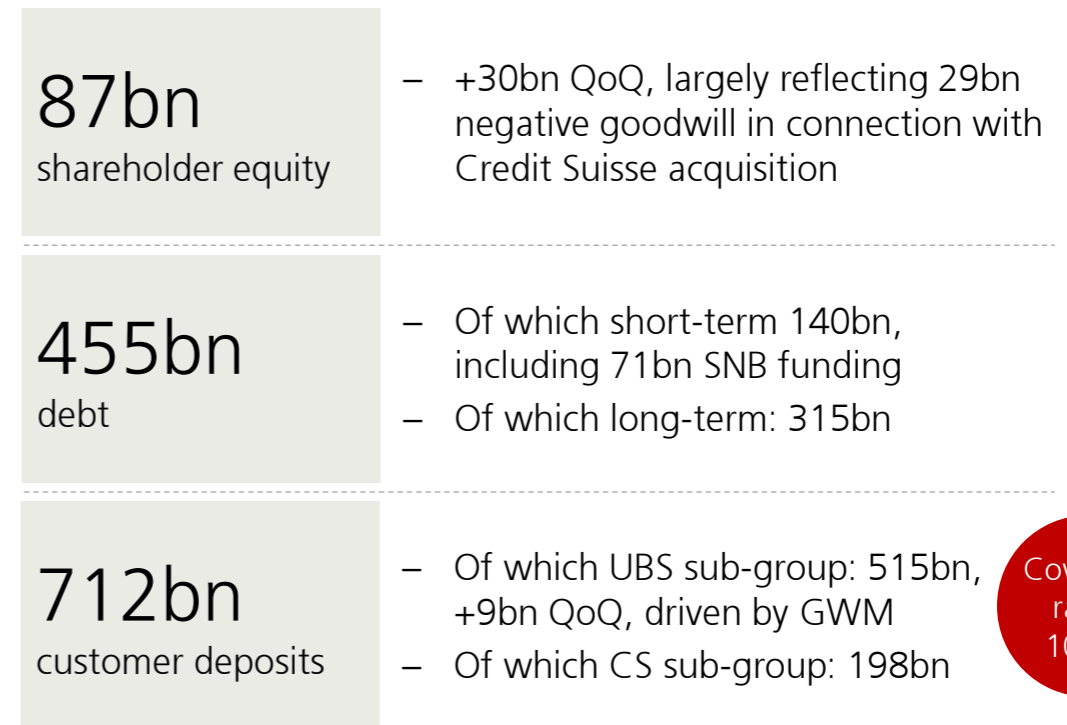 87bn
shareholder equity
– +30bn QoQ, largely reflecting 29bn
negative goodwill in connection with
Credit Suisse acquisition
455bn
debt
– Of which short-term 140bn,
including 71bn SNB funding
– Of which long-term: 315bn
712bn
customer deposits
– Of which UBS sub-group: 515bn,
+9bn QoQ, driven by GWM
– Of which CS sub-group: 198bn